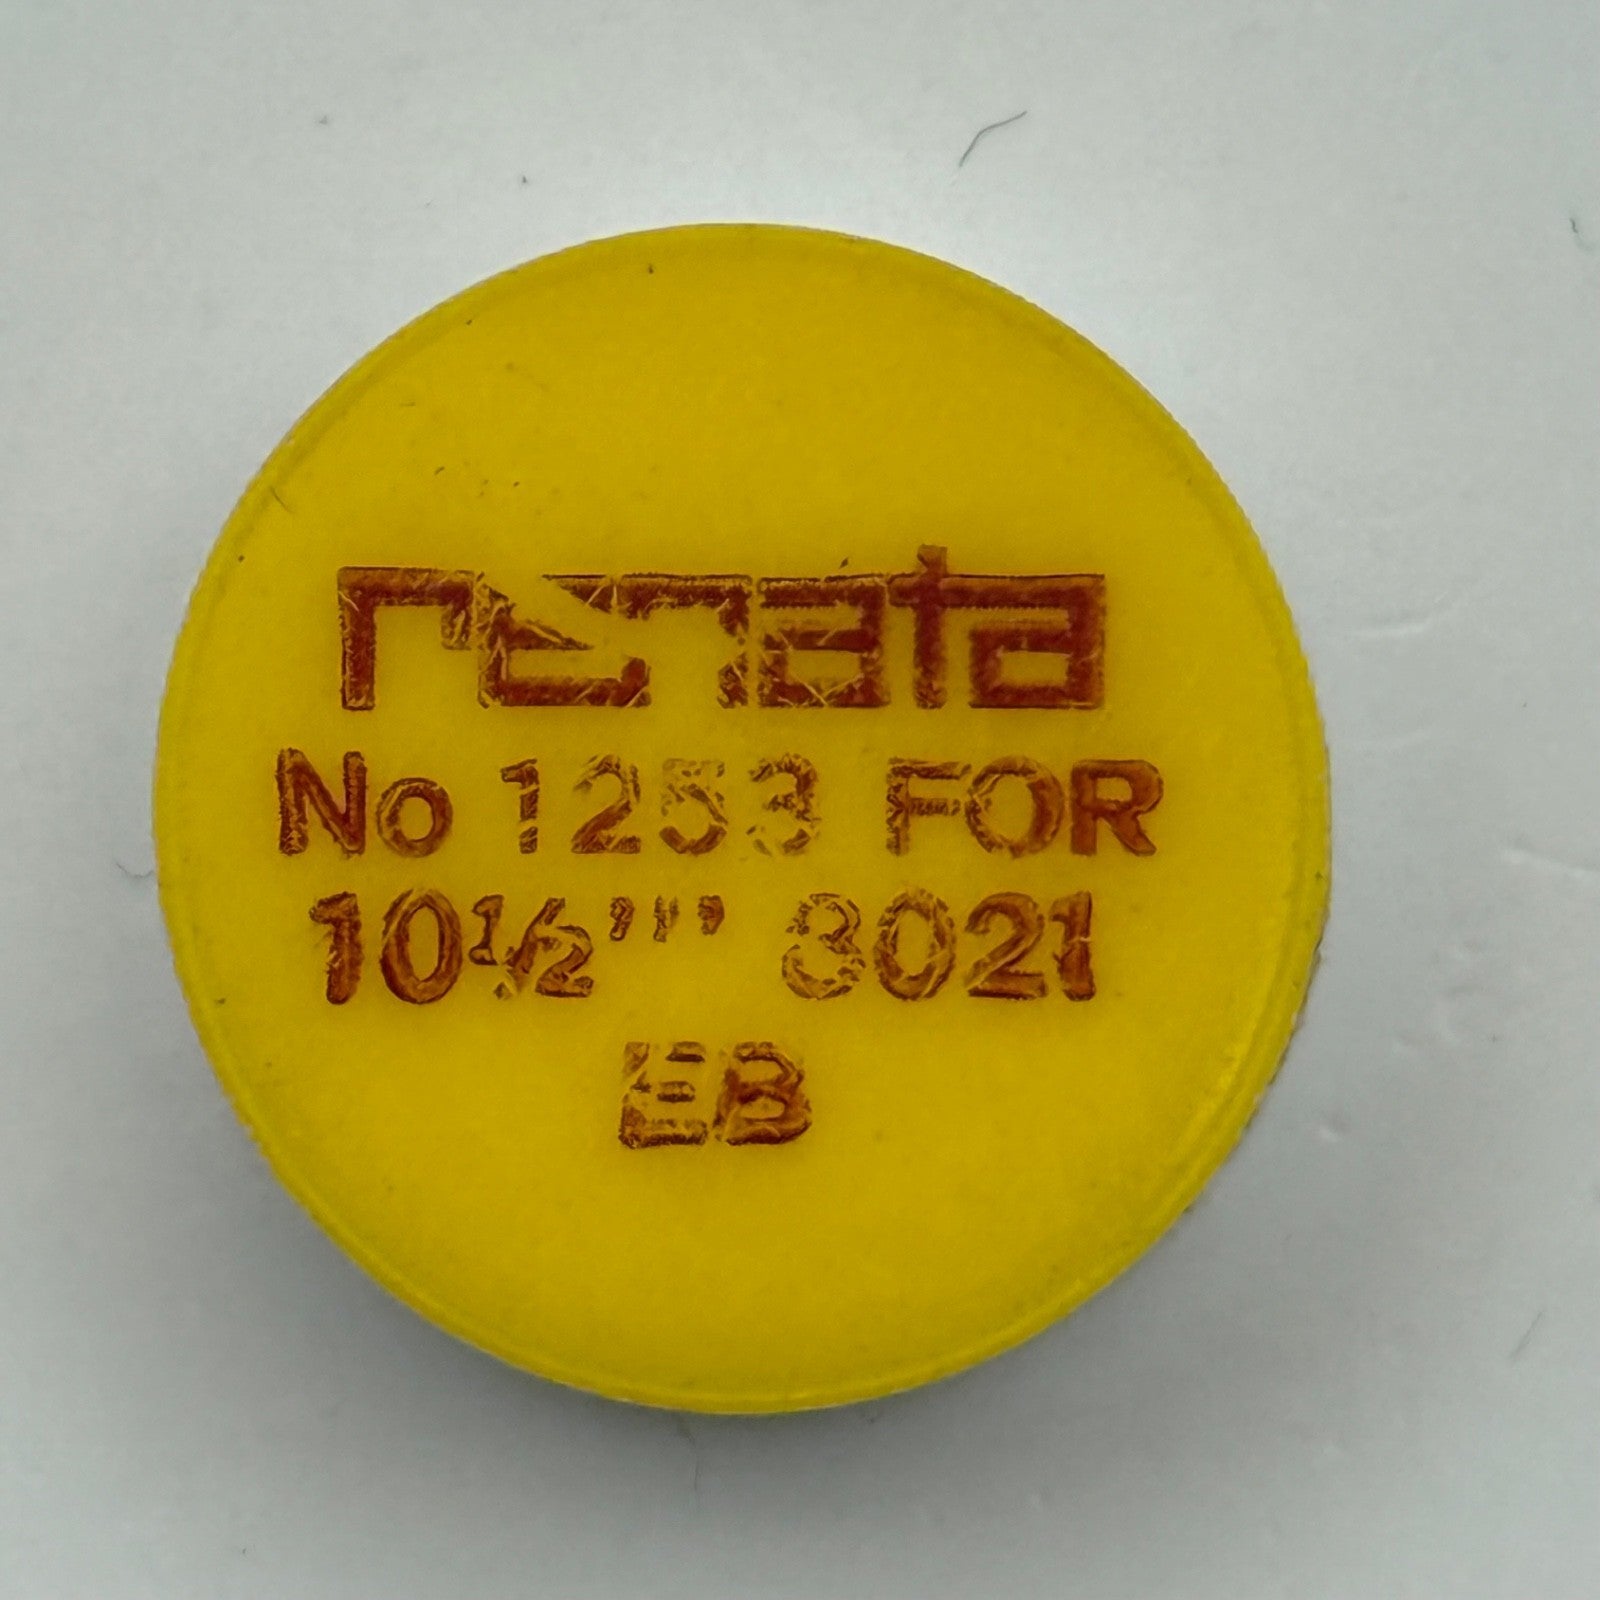 renata
No 1253 FOR
10½''' 8021
EB